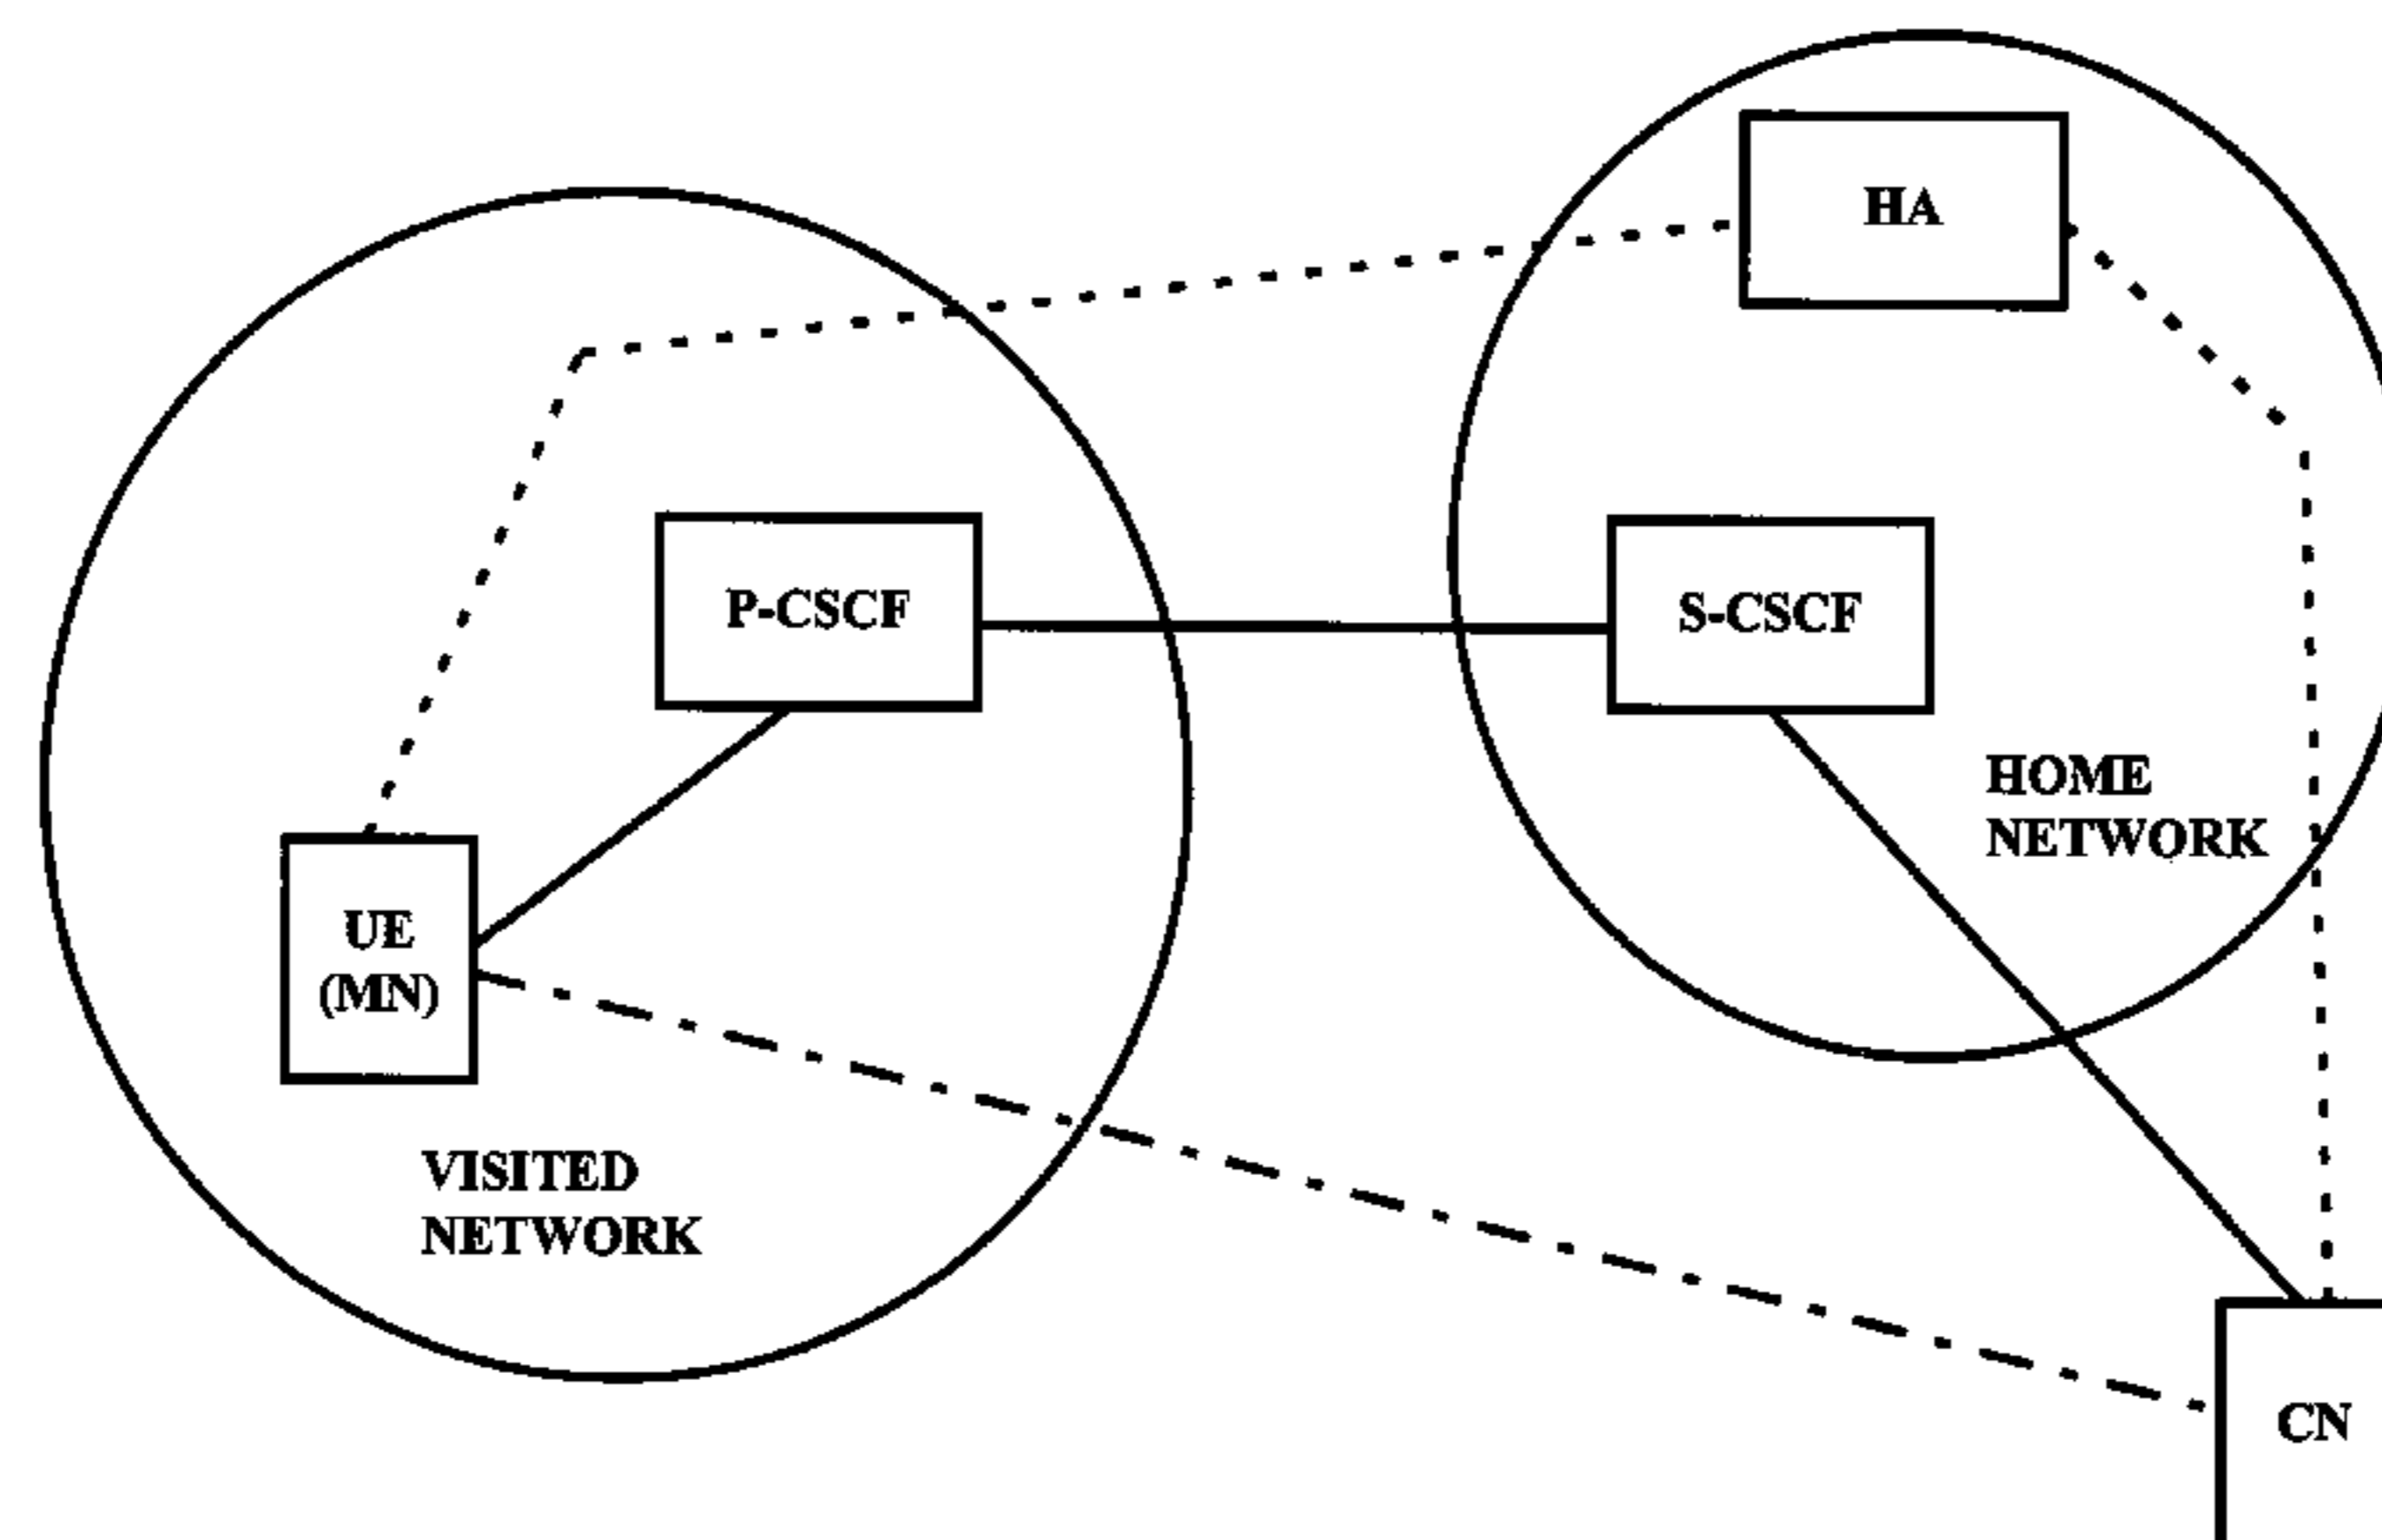 HA
P-CSCF
S-CSCF
HOME
NETWORK
UE
(MN)
VISITED
NETWORK
CN